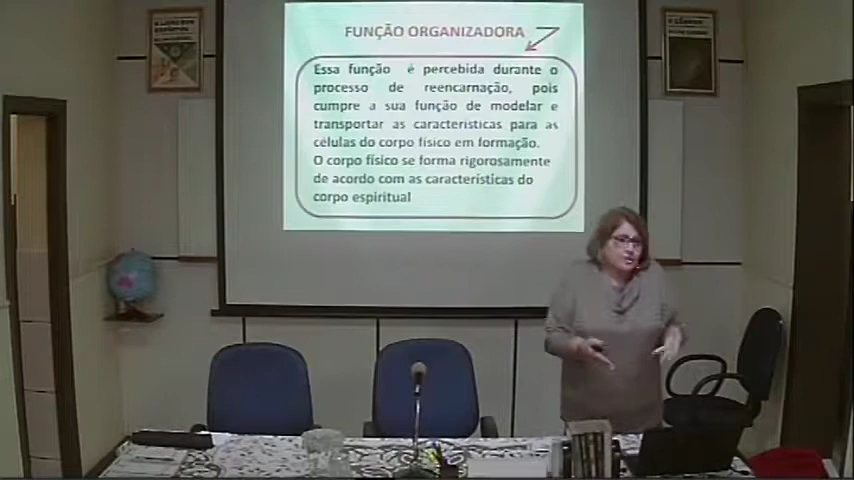 FUNÇÃO ORGANIZADORA
Essa função é percebida durante o
processo de reencarnação, pois
cumpre a sua função de modelar e
transportar as características para as
células do corpo físico em formação.
O corpo físico se forma rigorosamente
de acordo com as características do
corpo espiritual